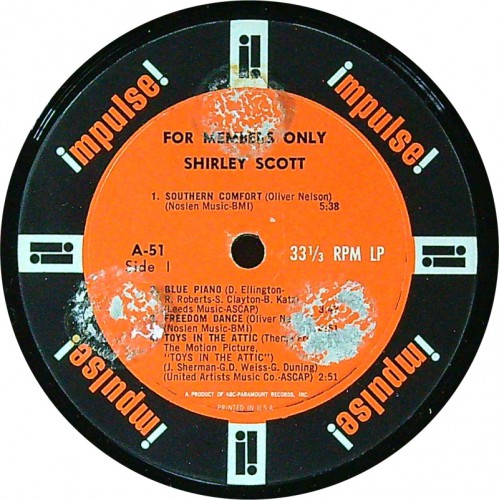 impulse!
impulse!
FOR MEMBERS ONLY
SHIRLEY SCOTT
1. SOUTHERN COMFORT (Oliver Nelson)
(Noslen Music-BMI) 5:38
A-51
Side I
33⅓ RPM LP
BLUE PIANO (D. Ellington-
R. Roberts-S. Clayton-B. Katz)
(Leeds Music-ASCAP)
FREEDOM DANCE (Oliver
(Noslen Music-BMI) :51
TOYS IN THE ATTIC
The Motion Picture,
"TOYS IN THE ATTIC")
(J. Sherman-G.D. Weiss-G. Duning)
(United Artists Music Co.-ASCAP) 2:51
A PRODUCT OF ABC-PARAMOUNT RECORDS, INC.
PRINTED IN U.S.A.
impulse!
impulse!